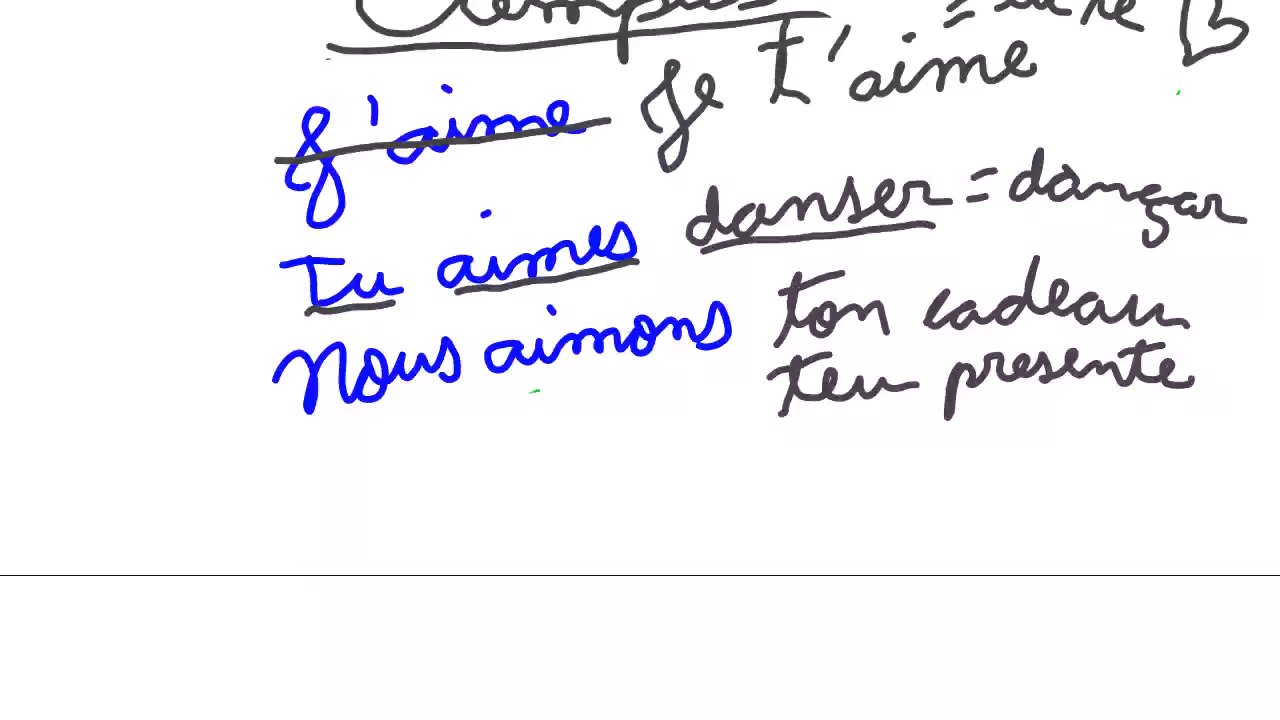 J'aime Je t'aime
Tu aimes danser = dançar
Nous aimons ton cadeau
teu presente